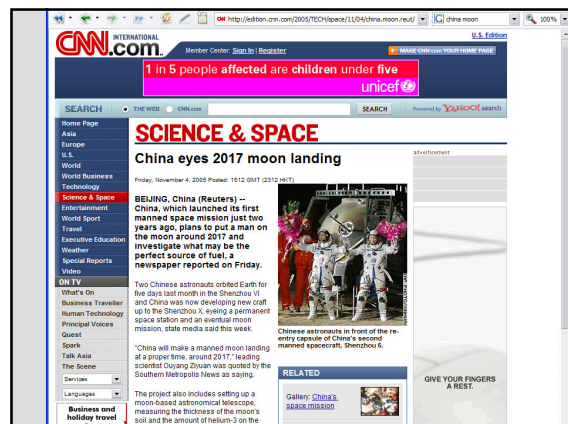 http://edition.cnn.com/2005/TECH/space/11/04/china.moon.reut/
china moon
100%
CNN INTERNATIONAL
.com
U.S. Edition
Member Center: Sign In | Register
MAKE CNN.com YOUR HOME PAGE
1 in 5 people affected are children under five
unicef
SEARCH
THE WEB
CNN.com
SEARCH
Powered by YAHOO! search
Home Page
Asia
Europe
U.S.
World
World Business
Technology
Science & Space
Entertainment
World Sport
Travel
Executive Education
Weather
Special Reports
Video
ON TV
What's On
Business Traveller
Human Technology
Principal Voices
Quest
Spark
Talk Asia
The Scene
Services
Languages
Business and
holiday travel
SCIENCE & SPACE
China eyes 2017 moon landing
Friday, November 4, 2005 Posted: 1512 GMT (2312 HKT)
BEIJING, China (Reuters) --
China, which launched its first
manned space mission just two
years ago, plans to put a man on
the moon around 2017 and
investigate what may be the
perfect source of fuel, a
newspaper reported on Friday.
Two Chinese astronauts orbited Earth for
five days last month in the Shenzhou VI
and China was now developing new craft
up to the Shenzhou X, eyeing a permanent
space station and an eventual moon
mission, state media said this week.
"China will make a manned moon landing
at a proper time, around 2017," leading
scientist Ouyang Ziyuan was quoted by the
Southern Metropolis News as saying.
The project also includes setting up a
moon-based astronomical telescope,
measuring the thickness of the moon's
soil and the amount of helium-3 on the
Chinese astronauts in front of the re-
entry capsule of China's second
manned spacecraft, Shenzhou 6.
RELATED
Gallery: China's
space mission
advertisement
GIVE YOUR FINGERS
A REST.